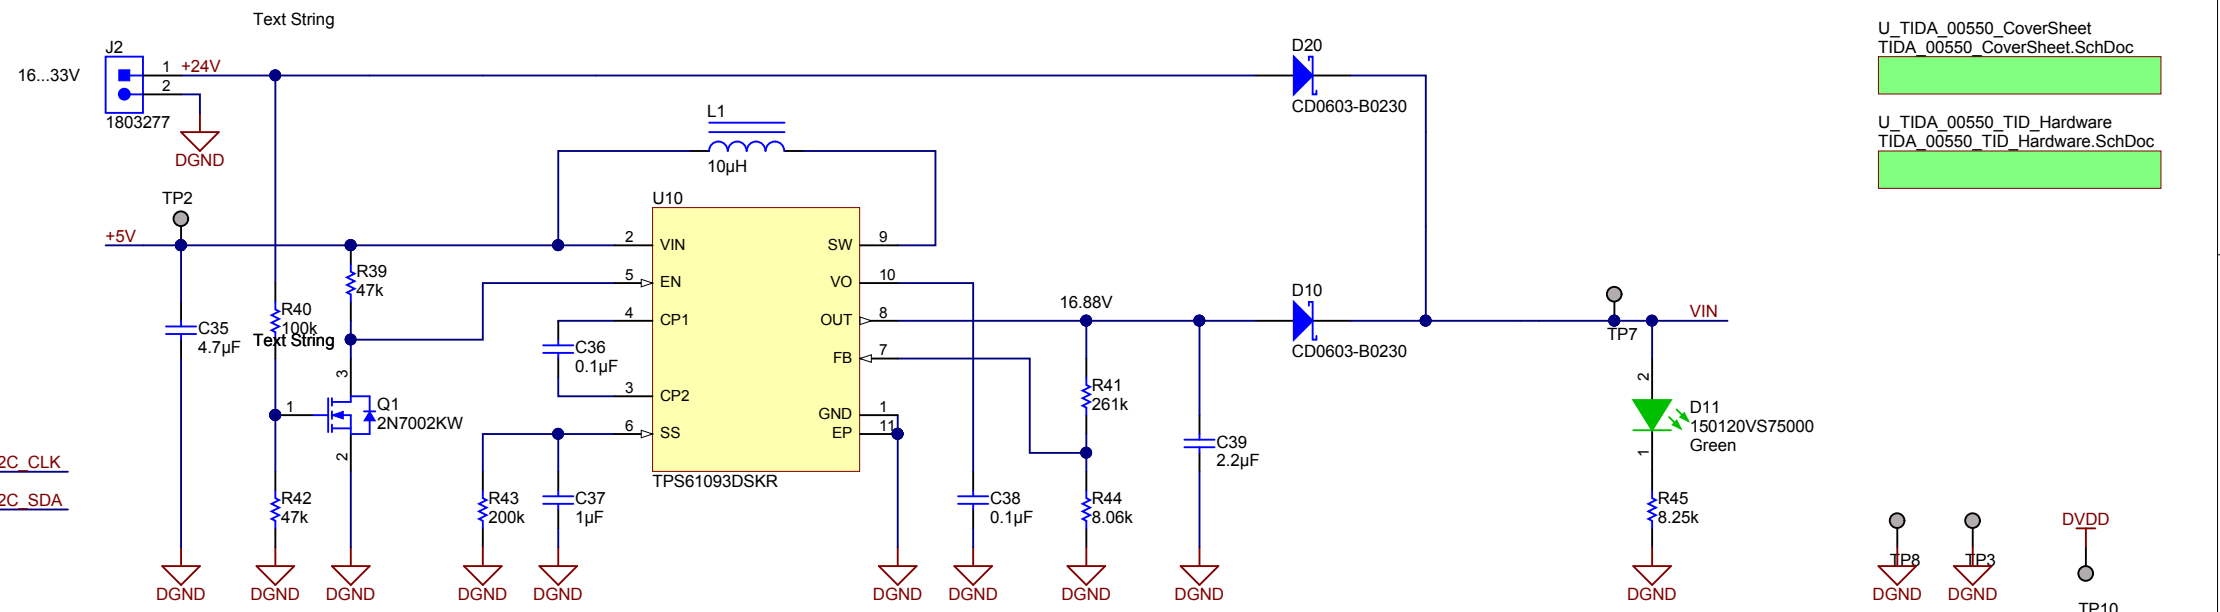 Text String
J2
16...33V
1
+24V
2
1803277
DGND
D20
CD0603-B0230
U_TIDA_00550_CoverSheet
TIDA_00550_CoverSheet.SchDoc
U_TIDA_00550_TID_Hardware
TIDA_00550_TID_Hardware.SchDoc
L1
10µH
TP2
+5V
U10
2
VIN
SW
9
5
EN
VO
10
4
CP1
OUT
8
FB
7
3
CP2
GND
1
EP
11
6
SS
TPS61093DSKR
R39
47k
R40
100k
Text String
C35
4.7µF
C36
0.1µF
3
1
Q1
2N7002KW
2
16.88V
D10
CD0603-B0230
TP7
VIN
R41
261k
C39
2.2µF
2
D11
150120VS75000
Green
1
2C_CLK
2C_SDA
R42
47k
R43
200k
C37
1µF
C38
0.1µF
R44
8.06k
R45
8.25k
DVDD
TP8
TP3
DGND
DGND
DGND
DGND
DGND
DGND
DGND
DGND
DGND
DGND
DGND
DGND
TP10